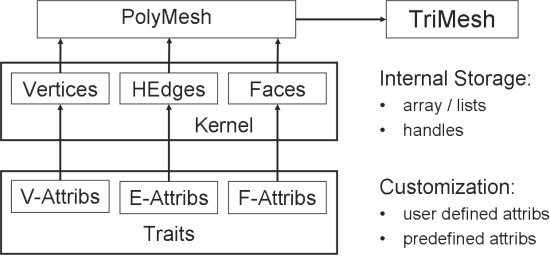 PolyMesh
TriMesh
Vertices
HEdges
Faces
Kernel
Internal Storage:
• array / lists
• handles
V-Attribs
E-Attribs
F-Attribs
Traits
Customization:
• user defined attribs
• predefined attribs